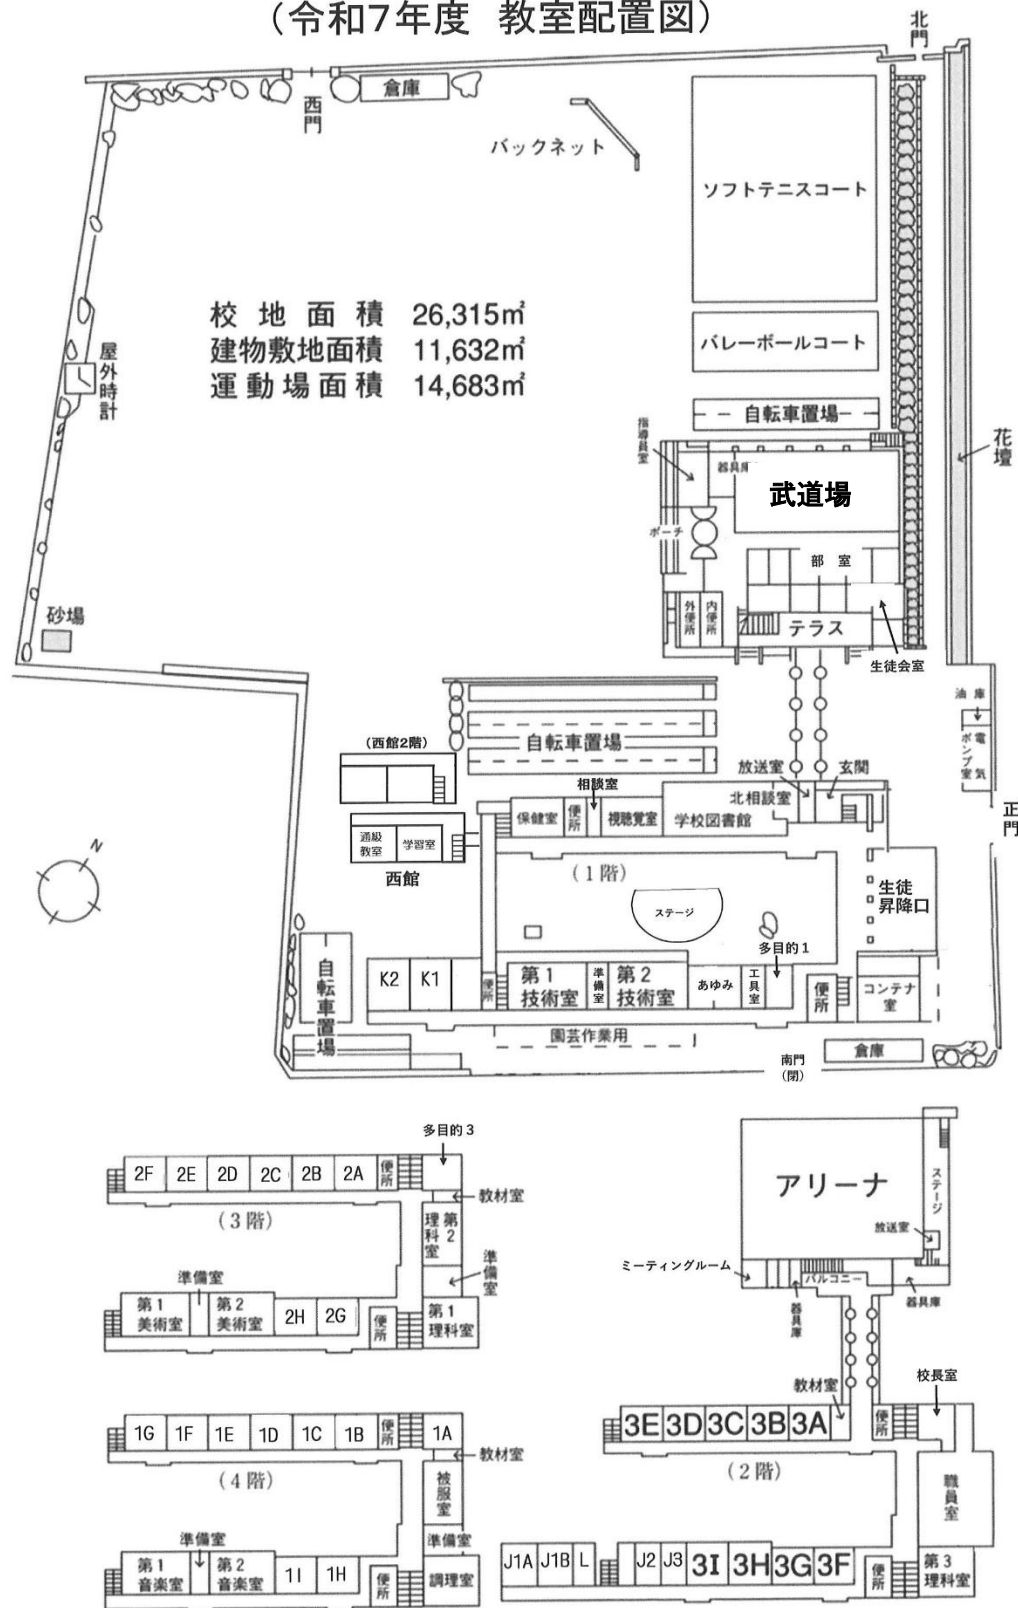 (令和7年度 教室配置図)
北門
西門
倉庫
バックネット
ソフトテニスコート
校地面積 26,315㎡
建物敷地面積 11,632㎡
運動場面積 14,683㎡
バレーボールコート
屋外時計
自転車置場
指導員室
器具庫
武道場
花壇
ポーチ
部室
砂場
外便所
内便所
テラス
生徒会室
油庫
電気
ポンプ室
(西館2階)
自転車置場
放送室
玄関
相談室
北相談室
正門
保健室
便所
視聴覚室
学校図書館
通級教室
学習室
西館
N
(1階)
生徒昇降口
ステージ
多目的1
自転車置場
K2
K1
便所
第1技術室
準備室
第2技術室
あゆみ
工具室
便所
コンテナ室
園芸作業用
南門
(閉)
倉庫
多目的3
2F
2E
2D
2C
2B
2A
便所
教材室
(3階)
第2理科室
準備室
準備室
第1美術室
第2美術室
2H
2G
便所
第1理科室
アリーナ
ステージ
放送室
ミーティングルーム
バルコニー
器具庫
器具庫
教材室
校長室
1G
1F
1E
1D
1C
1B
便所
1A
教材室
(4階)
被服室
準備室
準備室
第1音楽室
第2音楽室
1I
1H
便所
調理室
3E
3D
3C
3B
3A
便所
(2階)
職員室
J1A
J1B
L
J2
J3
3I
3H
3G
3F
便所
第3理科室